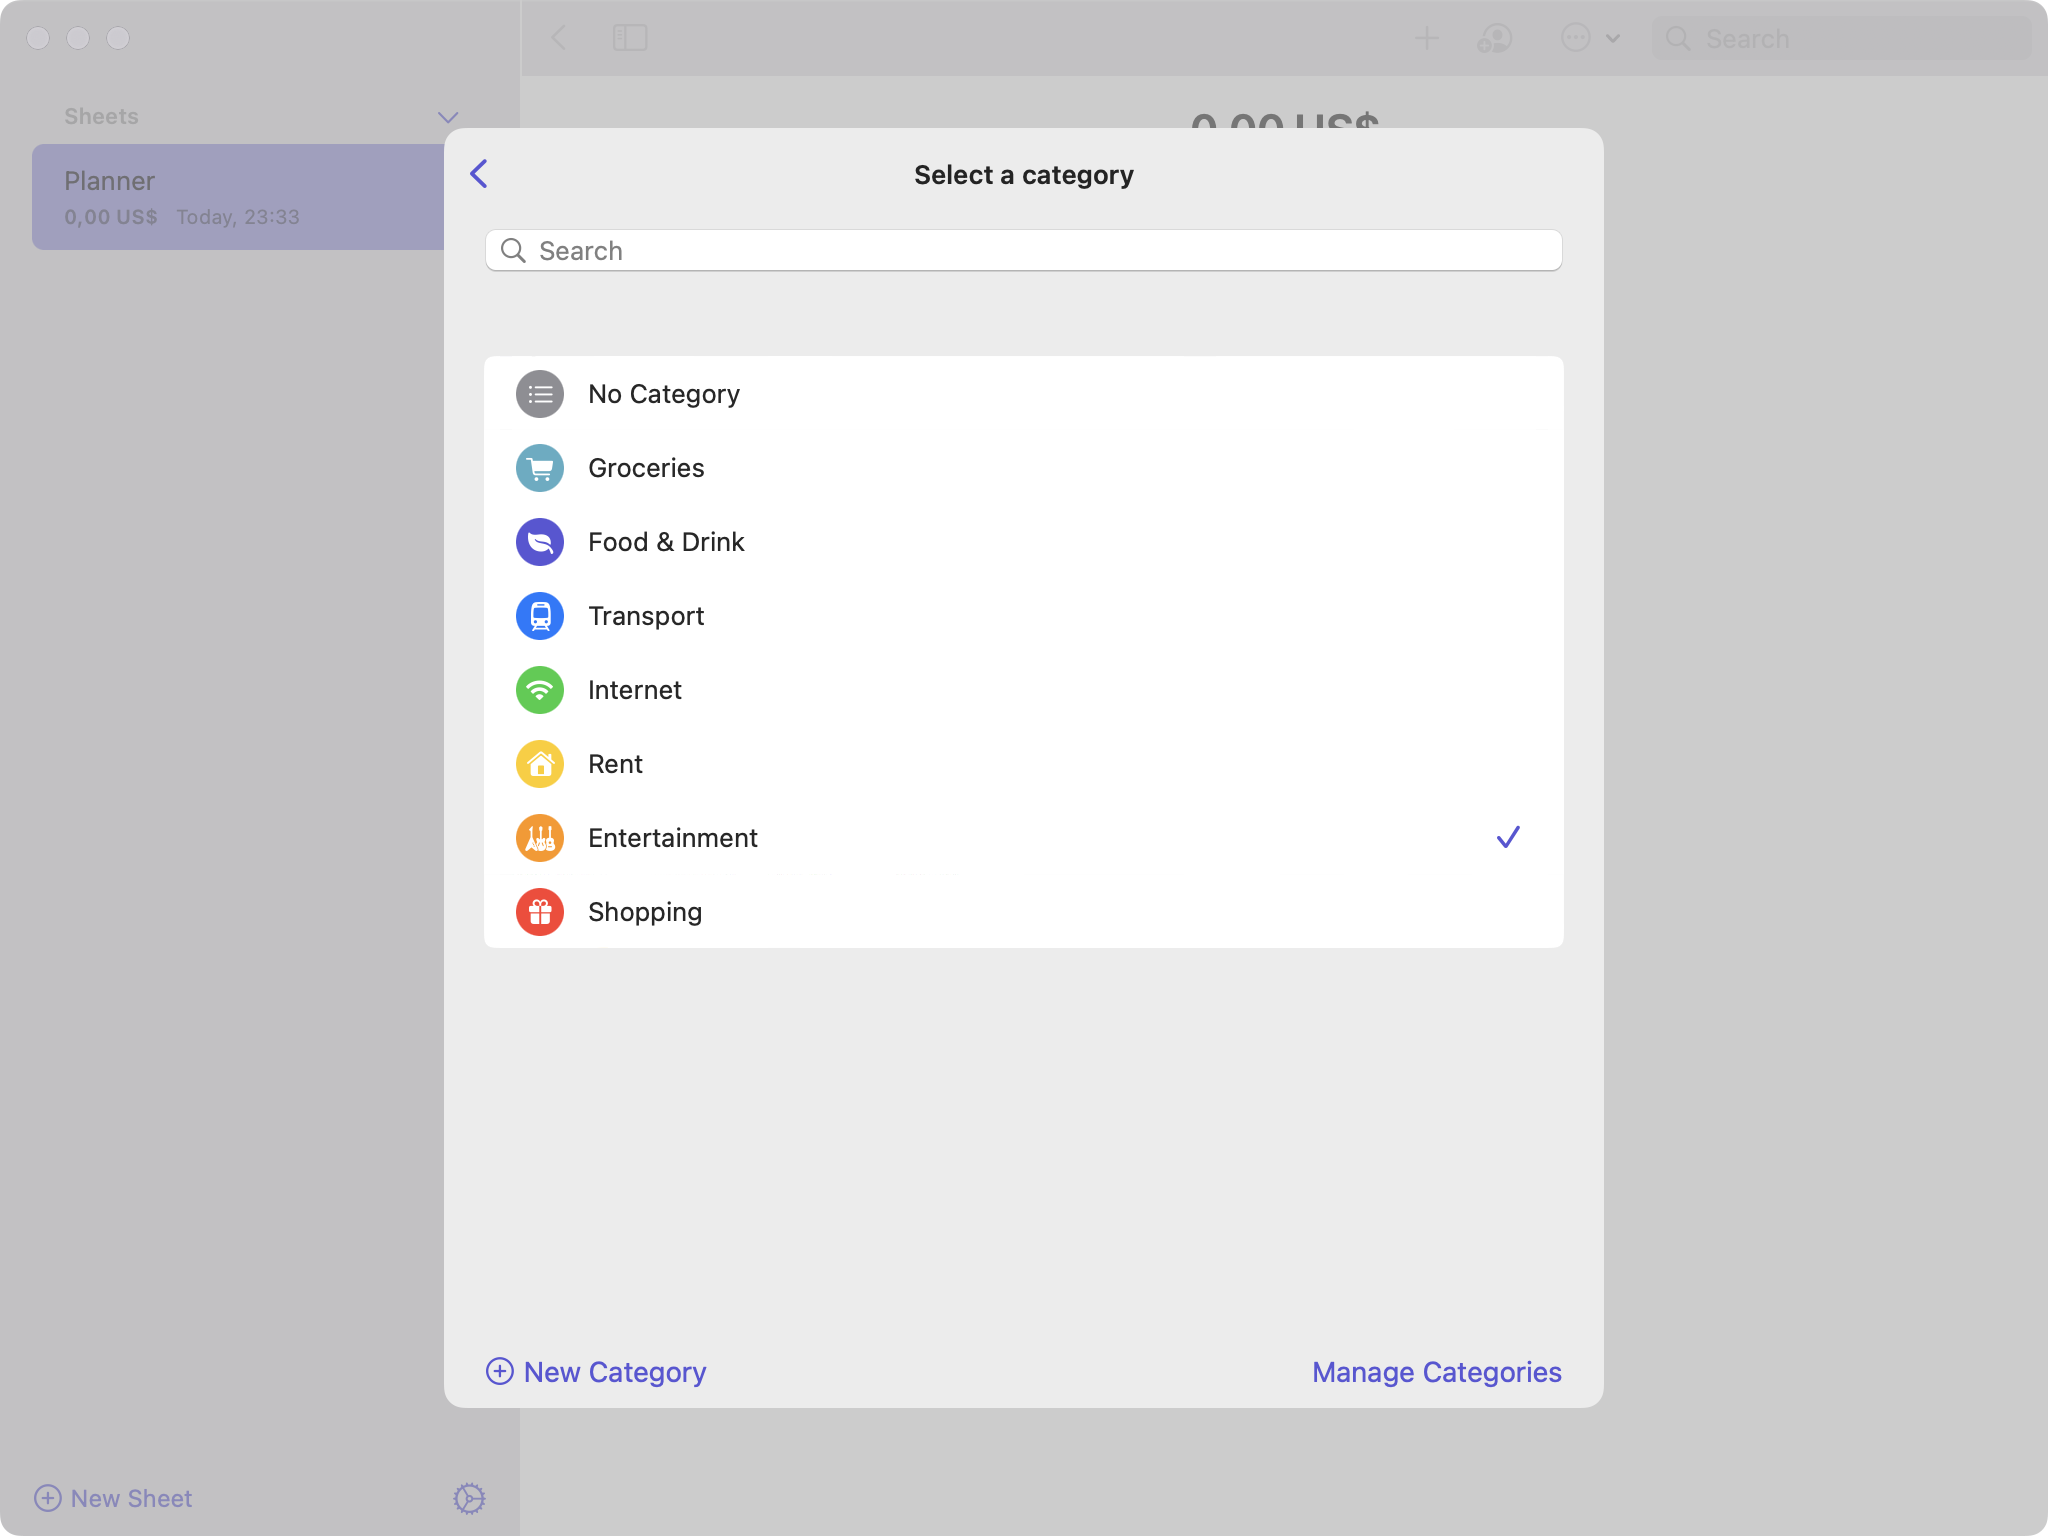 Search
Sheets
0,00 US$
Planner
0,00 US$ Today, 23:33
Select a category
Search
No Category
Groceries
Food & Drink
Transport
Internet
Rent
Entertainment
Shopping
New Category
Manage Categories
New Sheet